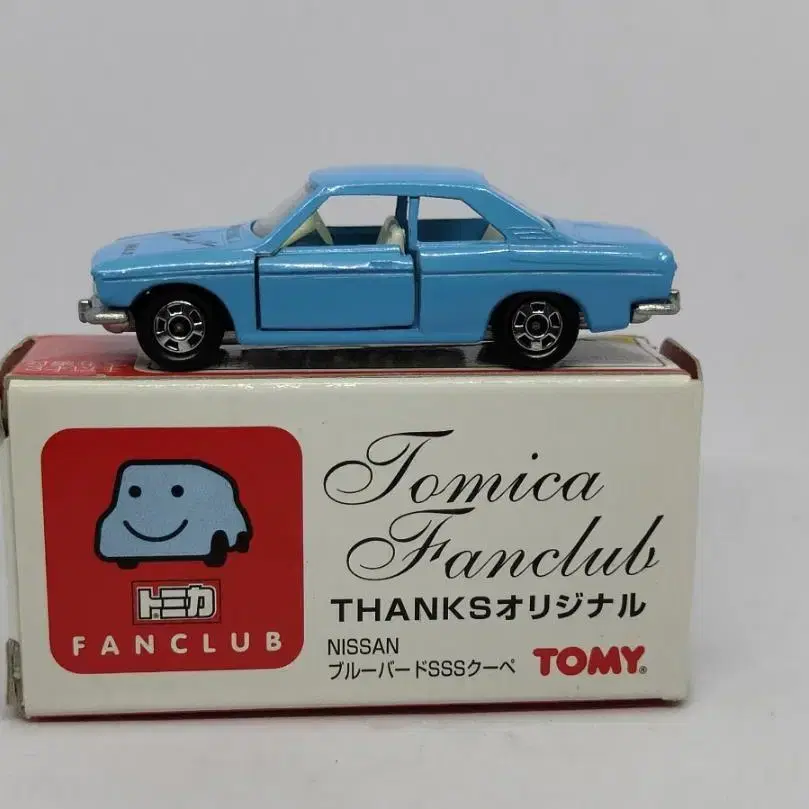 トミカ
FANCLUB
Tomica
Fanclub
THANKSオリジナル
NISSAN
ブルーバードSSSクーペ
TOMY